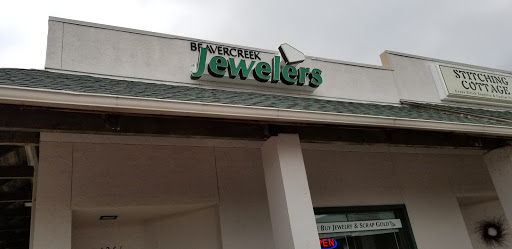 BEAVERCREEK
Jewelers
STITCHING
COTTAGE
BUY JEWELRY & SCRAP GOLD
OPEN